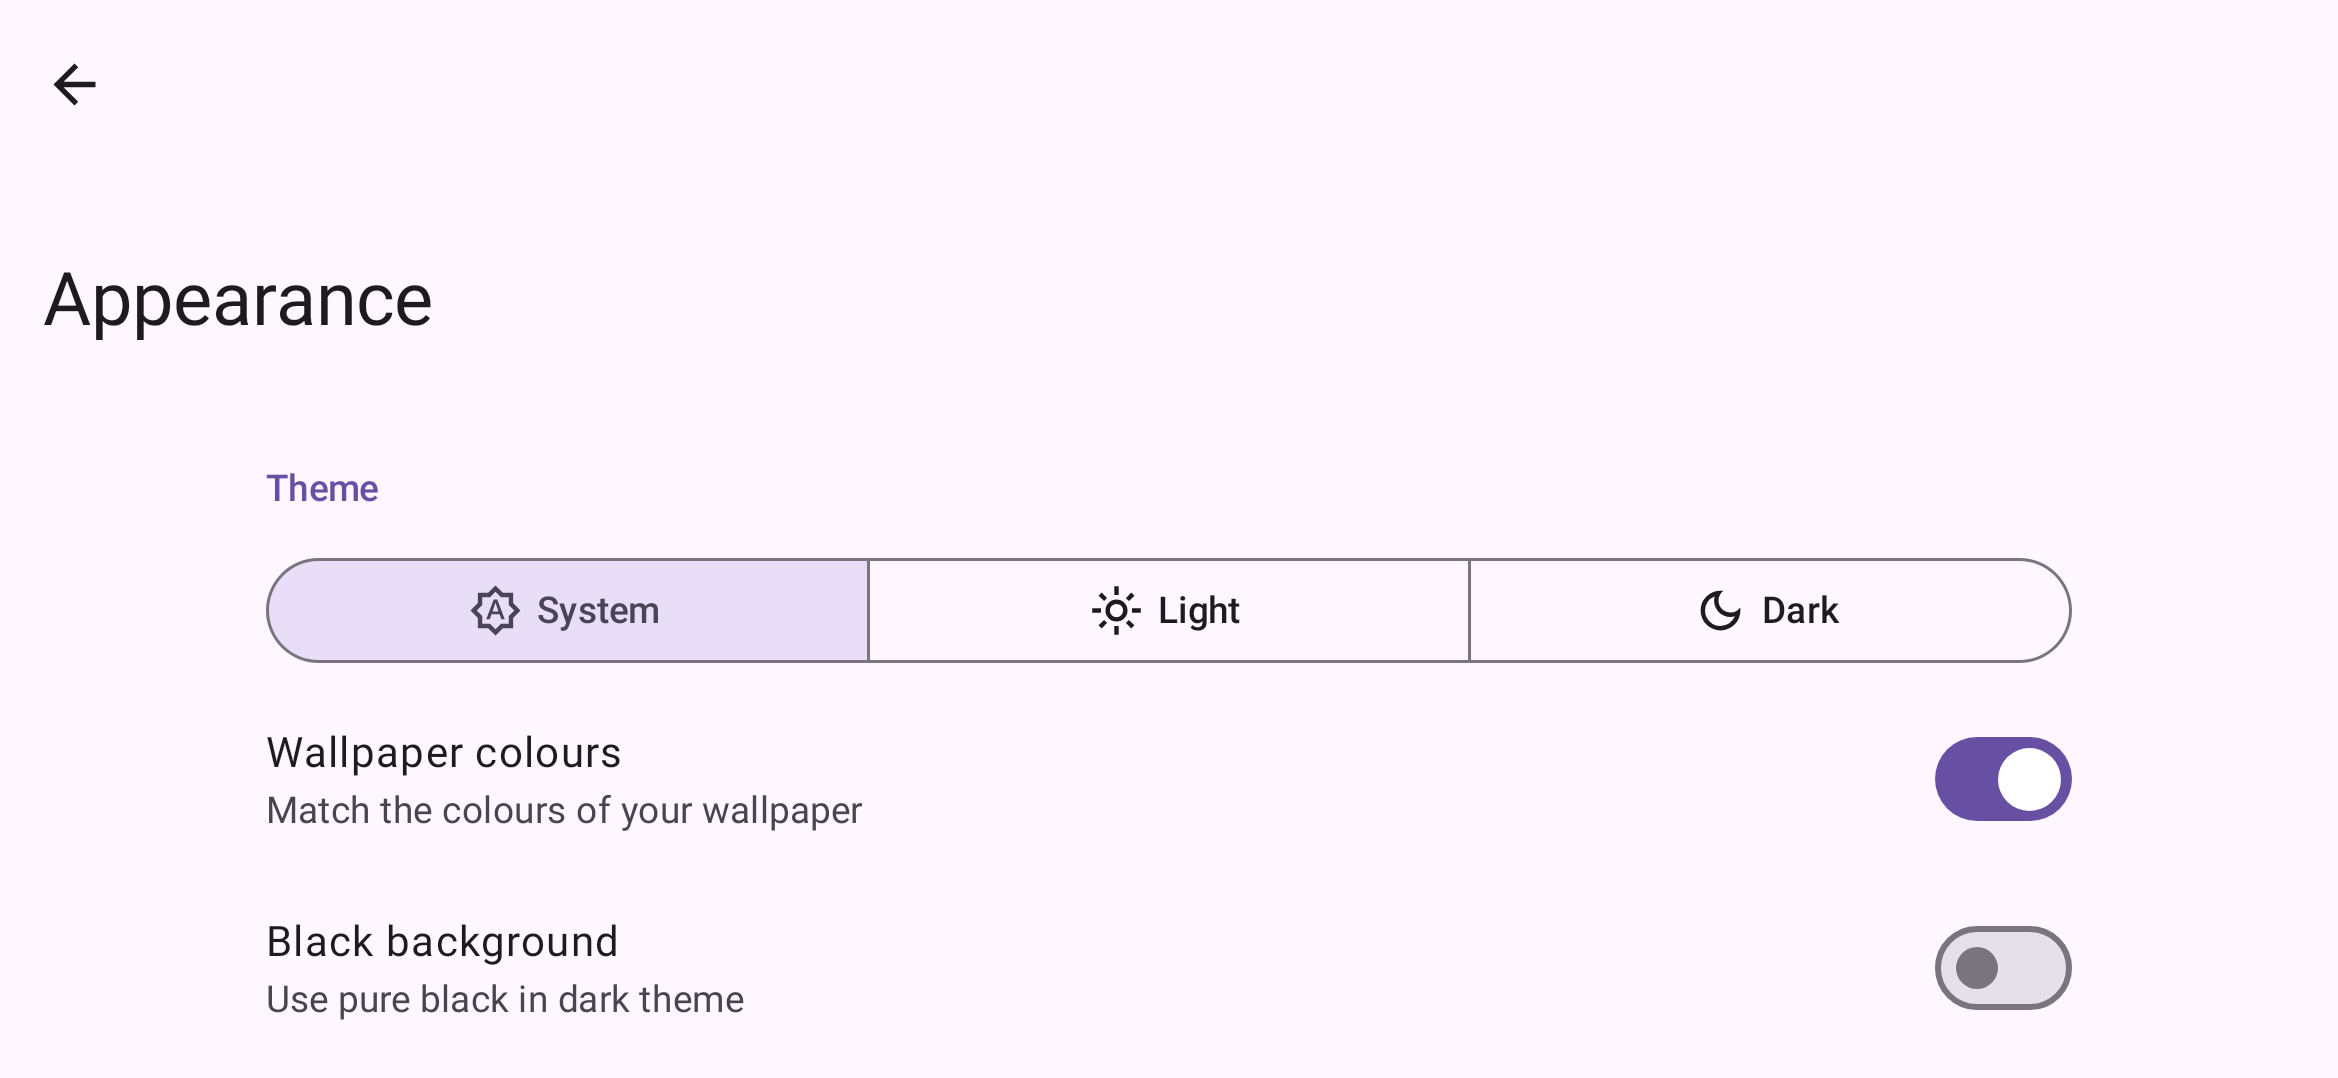 Appearance
Theme
System
Light
Dark
Wallpaper colours
Match the colours of your wallpaper
Black background
Use pure black in dark theme